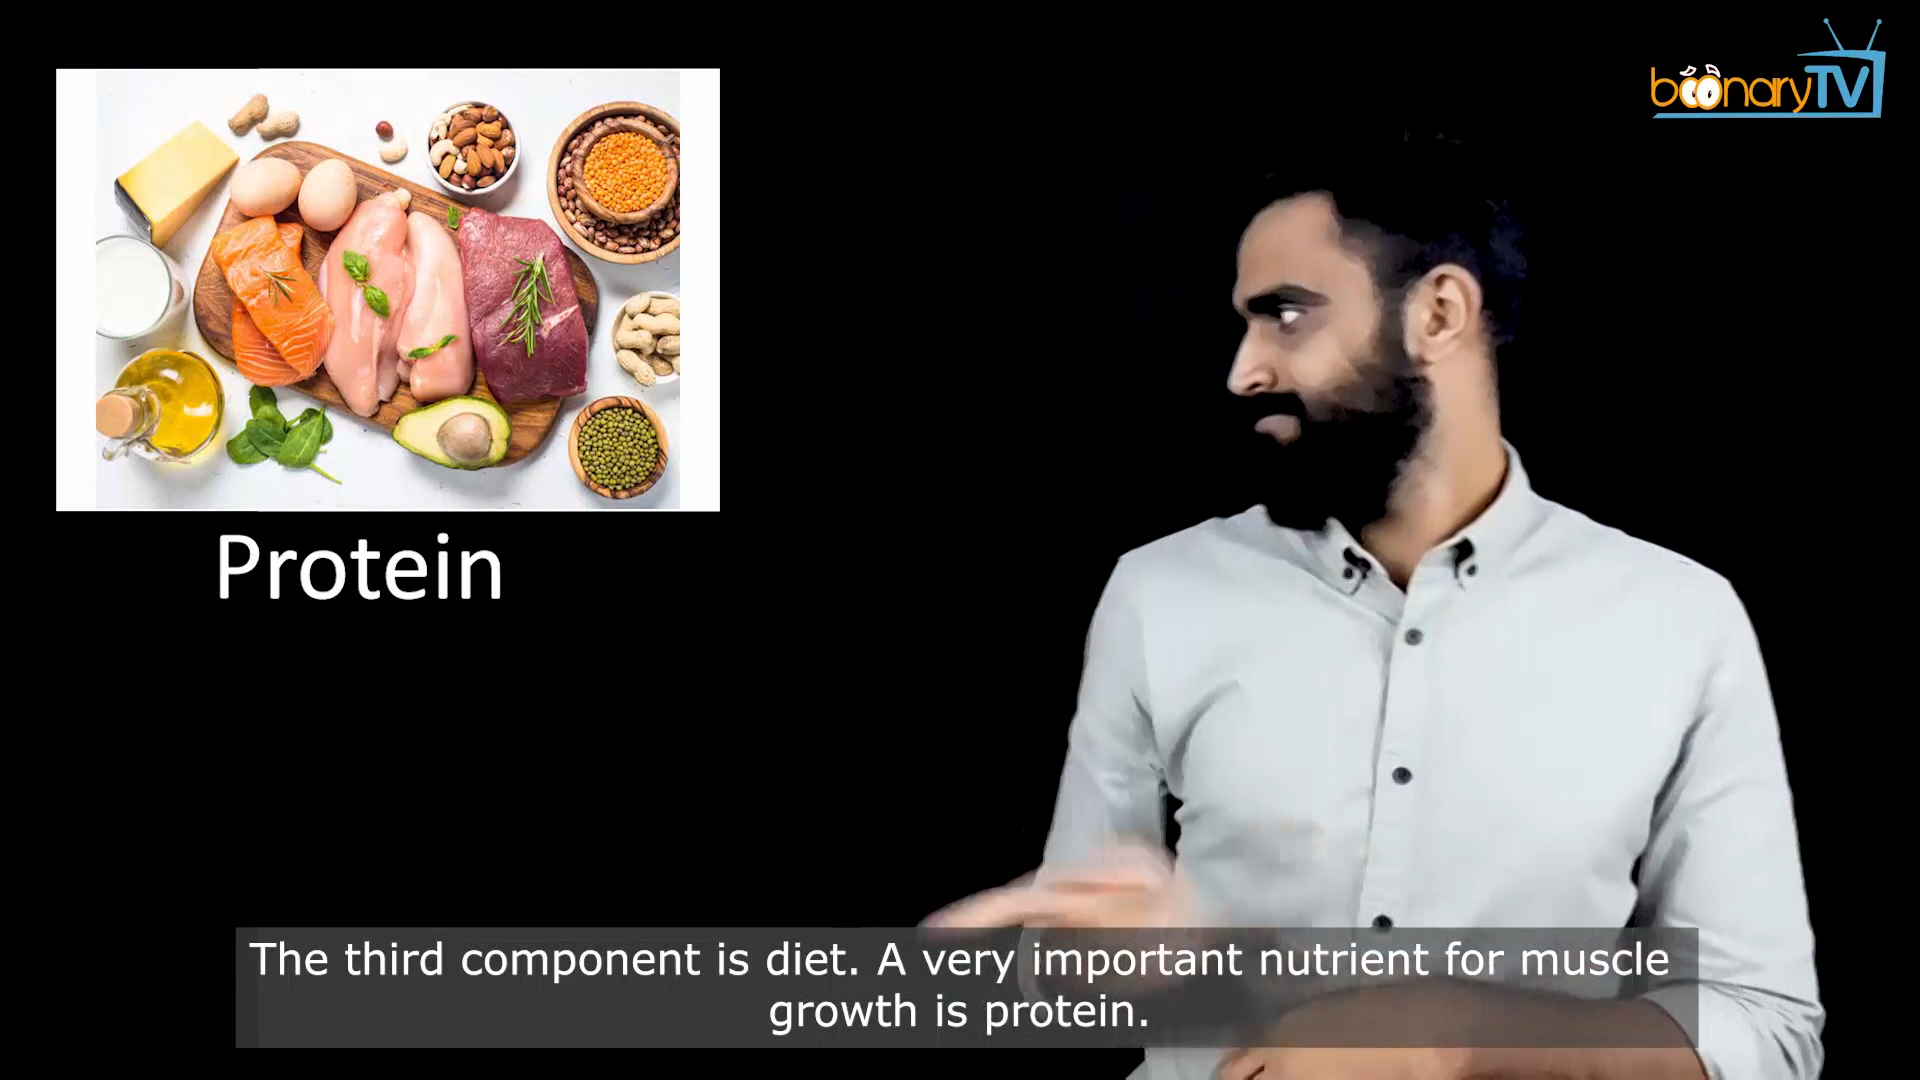 boonaryTV
Protein
The third component is diet. A very important nutrient for muscle
growth is protein.